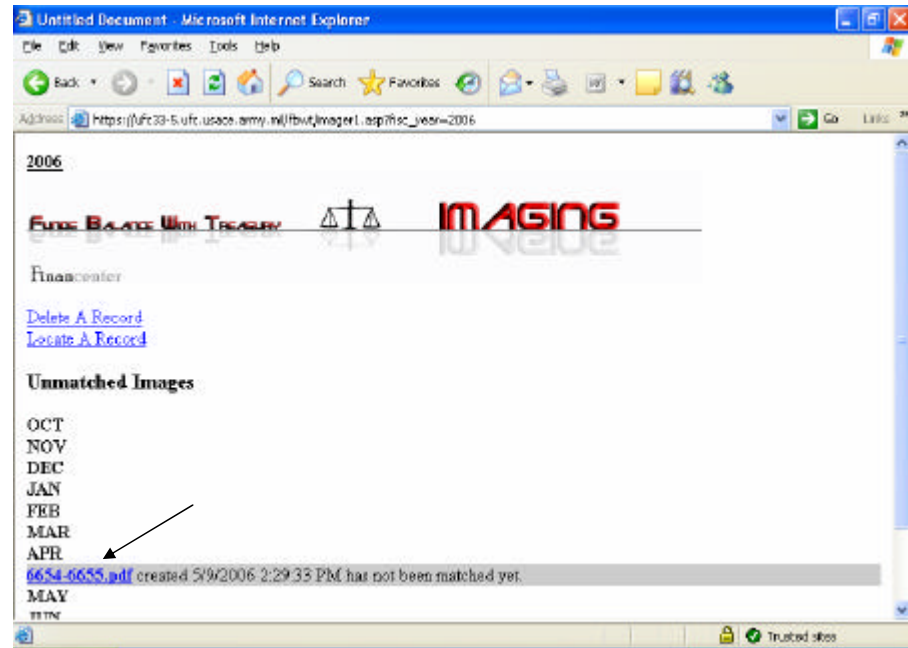 Untitled Document - Microsoft Internet Explorer
File Edit View Favorites Tools Help
Back Search Favorites
Address https://ufc33-5.ufc.usace.army.mil/fbwt/imager1.asp?fisc_year=2006 Go Links »
2006
FUNDS BALANCE WITH TREASURY IMAGING
Financenter
Delete A Record
Locate A Record
Unmatched Images
OCT
NOV
DEC
JAN
FEB
MAR
APR
6654-6655.pdf created 5/9/2006 2:29:33 PM has not been matched yet.
MAY
JUN
Trusted sites